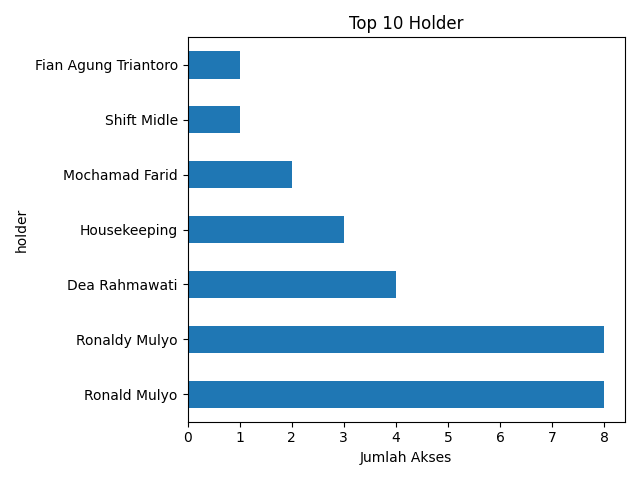 Top 10 Holder
Fian Agung Triantoro
Shift Midle
Mochamad Farid
Housekeeping
Dea Rahmawati
Ronaldy Mulyo
Ronald Mulyo
holder
0 1 2 3 4 5 6 7 8
Jumlah Akses